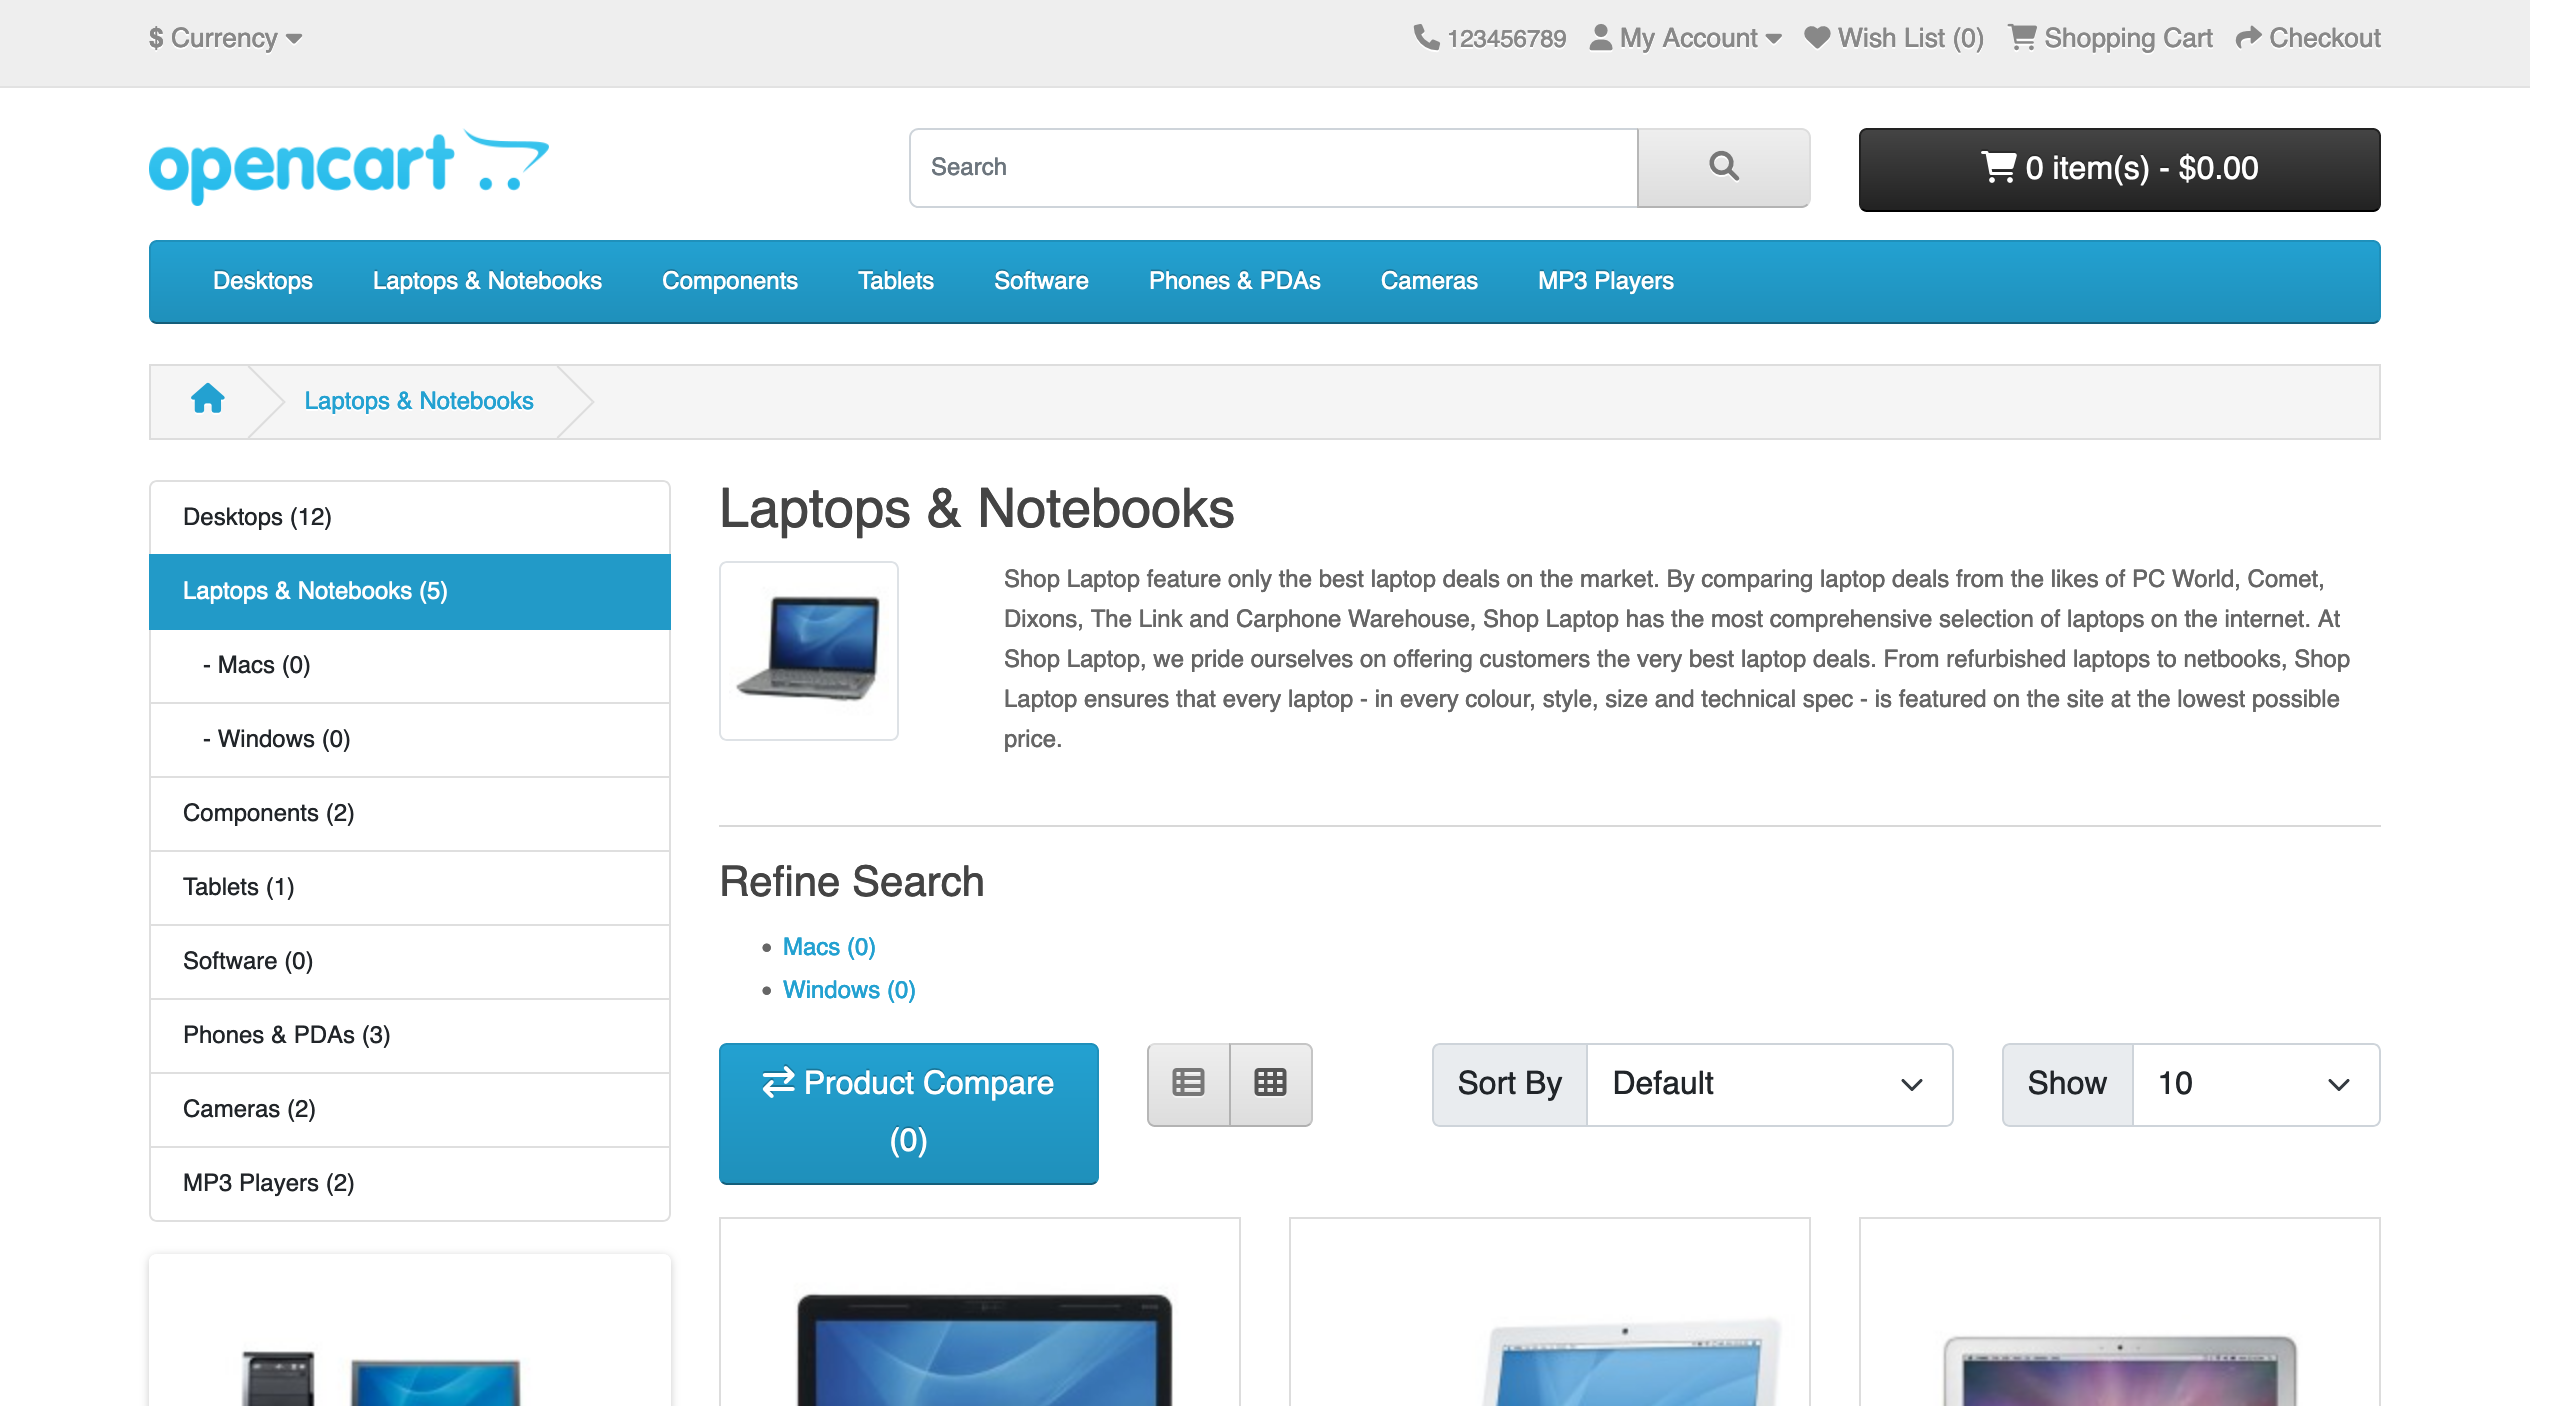 $ Currency
123456789 My Account Wish List (0) Shopping Cart Checkout
opencart
Search
0 item(s) - $0.00
Desktops Laptops & Notebooks Components Tablets Software Phones & PDAs Cameras MP3 Players
Laptops & Notebooks
Desktops (12)
Laptops & Notebooks (5)
- Macs (0)
- Windows (0)
Components (2)
Tablets (1)
Software (0)
Phones & PDAs (3)
Cameras (2)
MP3 Players (2)
Laptops & Notebooks
Shop Laptop feature only the best laptop deals on the market. By comparing laptop deals from the likes of PC World, Comet,
Dixons, The Link and Carphone Warehouse, Shop Laptop has the most comprehensive selection of laptops on the internet. At
Shop Laptop, we pride ourselves on offering customers the very best laptop deals. From refurbished laptops to netbooks, Shop
Laptop ensures that every laptop - in every colour, style, size and technical spec - is featured on the site at the lowest possible
price.
Refine Search
Macs (0)
Windows (0)
Product Compare
(0)
Sort By Default
Show 10